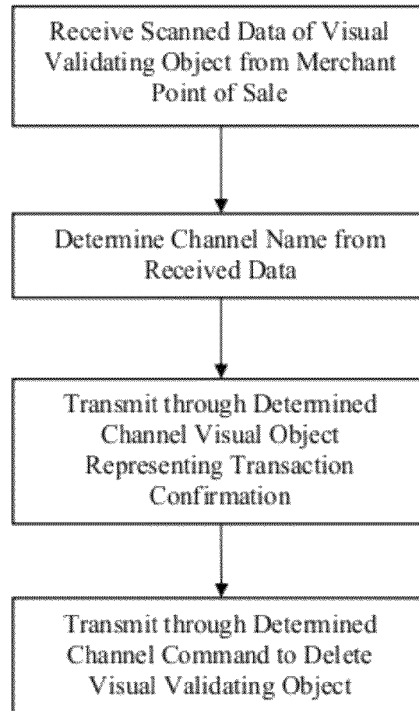 Receive Scanned Data of Visual
Validating Object from Merchant
Point of Sale
Determine Channel Name from
Received Data
Transmit through Determined
Channel Visual Object
Representing Transaction
Confirmation
Transmit through Determined
Channel Command to Delete
Visual Validating Object